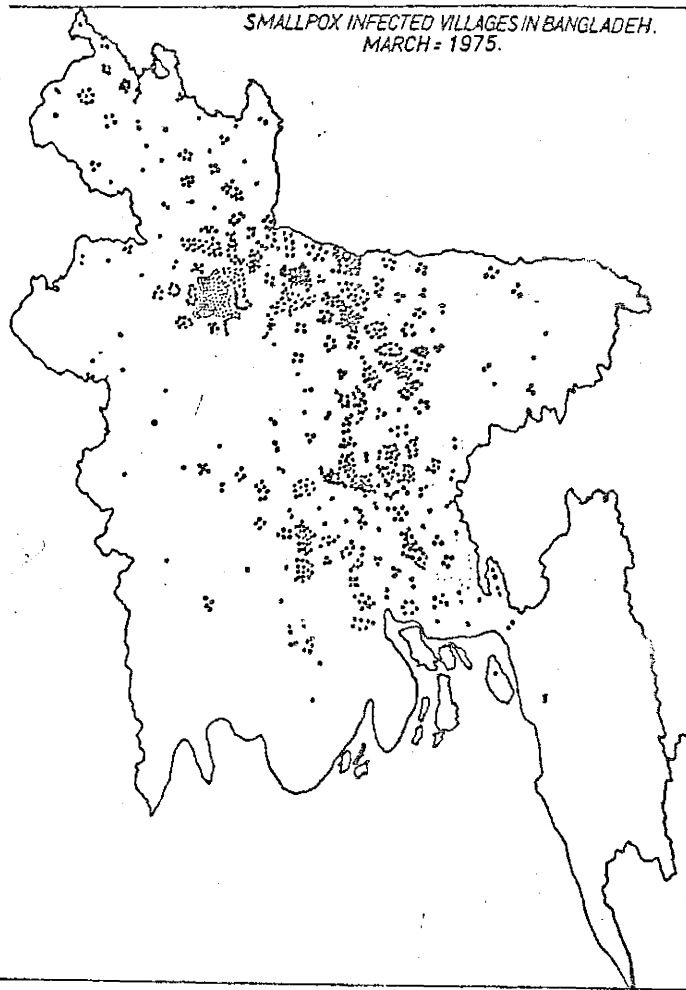 SMALLPOX INFECTED VILLAGES IN BANGLADEH.
MARCH = 1975.